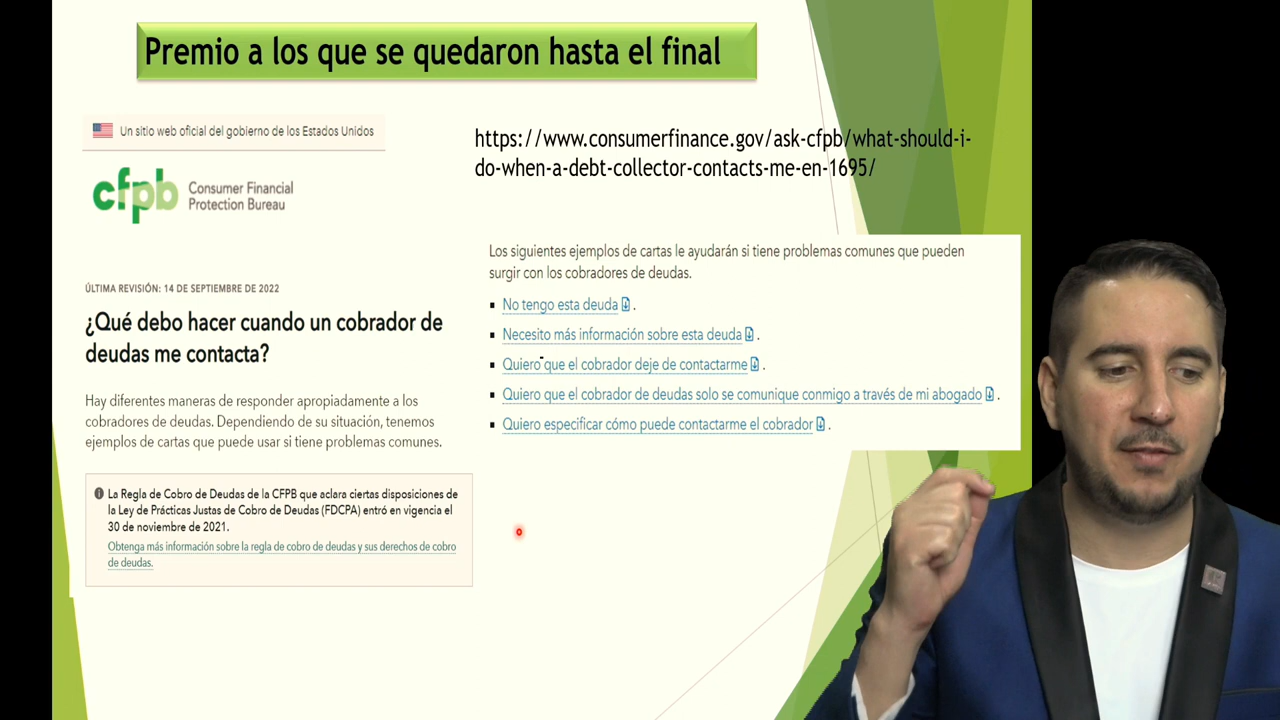 Premio a los que se quedaron hasta el final
Un sitio web oficial del gobierno de los Estados Unidos
cfpb Consumer Financial
Protection Bureau
https://www.consumerfinance.gov/ask-cfpb/what-should-i-
do-when-a-debt-collector-contacts-me-en-1695/
ÚLTIMA REVISIÓN: 14 DE SEPTIEMBRE DE 2022
¿Qué debo hacer cuando un cobrador de
deudas me contacta?
Hay diferentes maneras de responder apropiadamente a los
cobradores de deudas. Dependiendo de su situación, tenemos
ejemplos de cartas que puede usar si tiene problemas comunes.
La Regla de Cobro de Deudas de la CFPB que aclara ciertas disposiciones de
la Ley de Prácticas Justas de Cobro de Deudas (FDCPA) entró en vigencia el
30 de noviembre de 2021.
Obtenga más información sobre la regla de cobro de deudas y sus derechos de cobro
de deudas.
Los siguientes ejemplos de cartas le ayudarán si tiene problemas comunes que pueden
surgir con los cobradores de deudas.
▪ No tengo esta deuda .
▪ Necesito más información sobre esta deuda .
▪ Quiero que el cobrador deje de contactarme .
▪ Quiero que el cobrador de deudas solo se comunique conmigo a través de mi abogado .
▪ Quiero especificar cómo puede contactarme el cobrador .